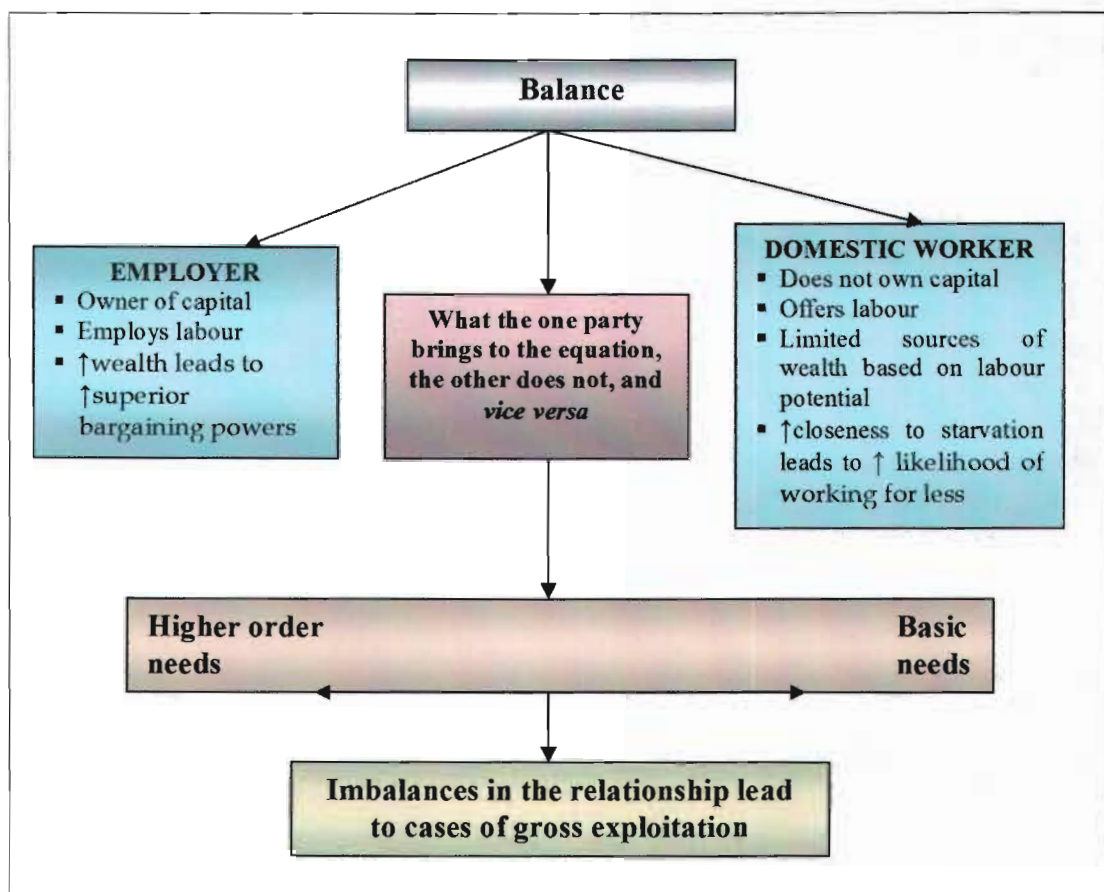 Balance
EMPLOYER
▪ Owner of capital
▪ Employs labour
▪ ↑wealth leads to
↑superior
bargaining powers
What the one party
brings to the equation,
the other does not, and
vice versa
DOMESTIC WORKER
▪ Does not own capital
▪ Offers labour
▪ Limited sources of
wealth based on labour
potential
▪ ↑closeness to starvation
leads to ↑ likelihood of
working for less
Higher order
needs
Basic
needs
Imbalances in the relationship lead
to cases of gross exploitation